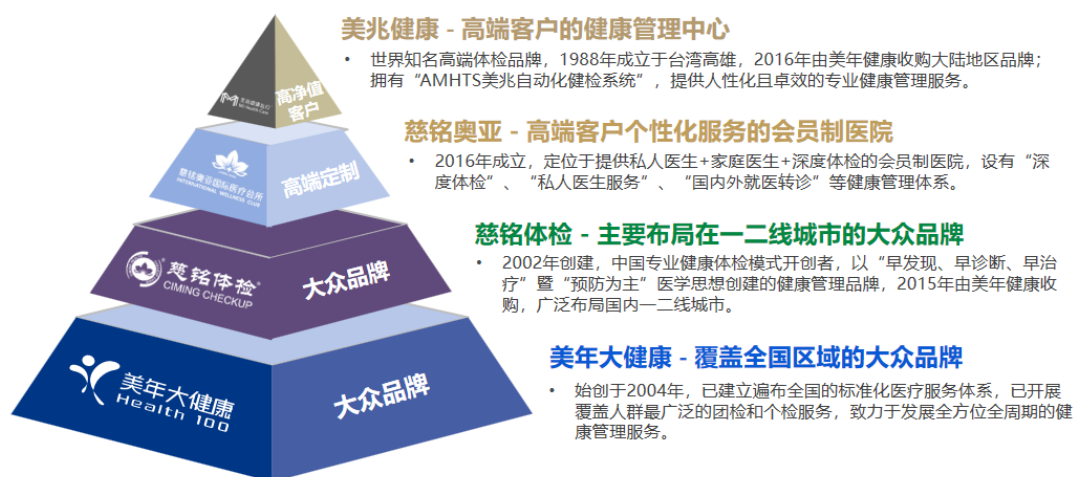 美兆健康 - 高端客户的健康管理中心
• 世界知名高端体检品牌，1988年成立于台湾高雄，2016年由美年健康收购大陆地区品牌；
拥有“AMHTS美兆自动化健检系统”，提供人性化且卓效的专业健康管理服务。
高净值
客户
慈铭奥亚 - 高端客户个性化服务的会员制医院
• 2016年成立，定位于提供私人医生+家庭医生+深度体检的会员制医院，设有“深
度体检”、“私人医生服务”、“国内外就医转诊”等健康管理体系。
慈铭奥亚国际医疗会所
INTERNATIONAL WELLNESS CLUB
高端定制
慈铭体检 - 主要布局在一二线城市的大众品牌
• 2002年创建，中国专业健康体检模式开创者，以“早发现、早诊断、早治
疗”暨“预防为主”医学思想创建的健康管理品牌，2015年由美年健康收
购，广泛布局国内一二线城市。
慈铭体检
CIMING CHECKUP
大众品牌
美年大健康 - 覆盖全国区域的大众品牌
• 始创于2004年，已建立遍布全国的标准化医疗服务体系，已开展
覆盖人群最广泛的团检和个检服务，致力于发展全方位全周期的健
康管理服务。
美年大健康
Health 100
大众品牌